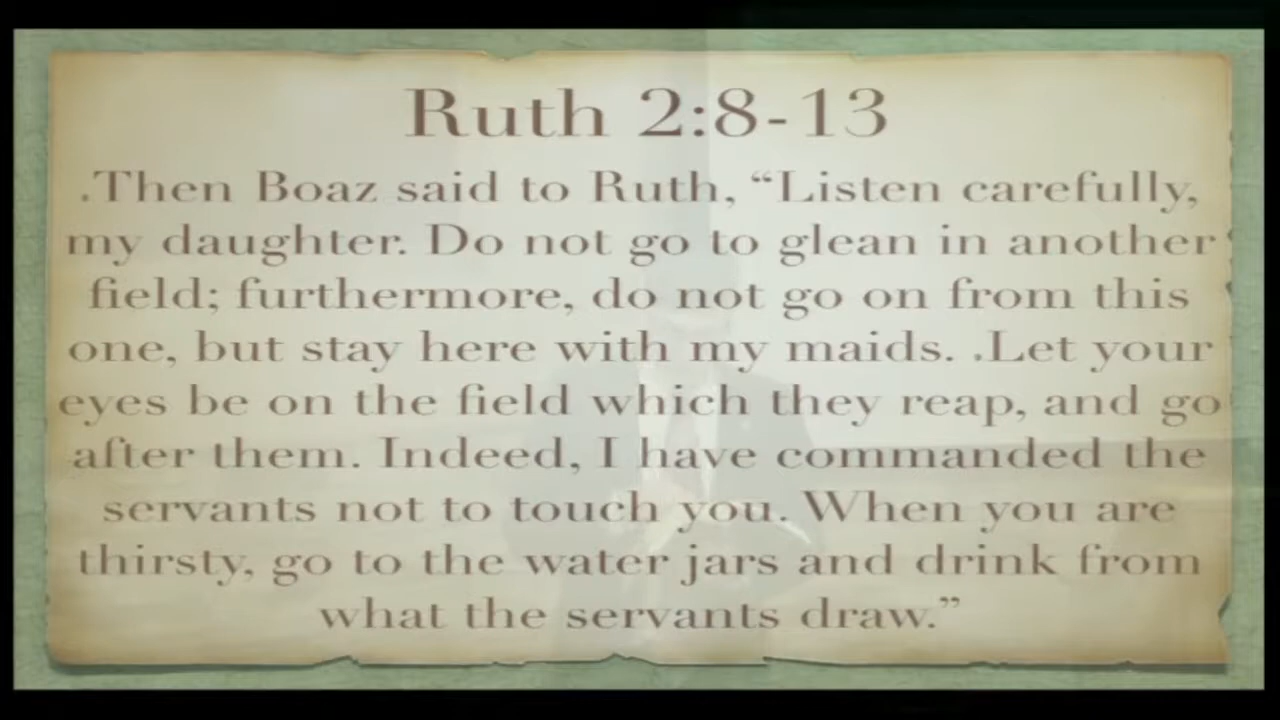 Ruth 2:8-13
.Then Boaz said to Ruth, “Listen carefully,
my daughter. Do not go to glean in another
field; furthermore, do not go on from this
one, but stay here with my maids. .Let your
eyes be on the field which they reap, and go
after them. Indeed, I have commanded the
servants not to touch you. When you are
thirsty, go to the water jars and drink from
what the servants draw.”